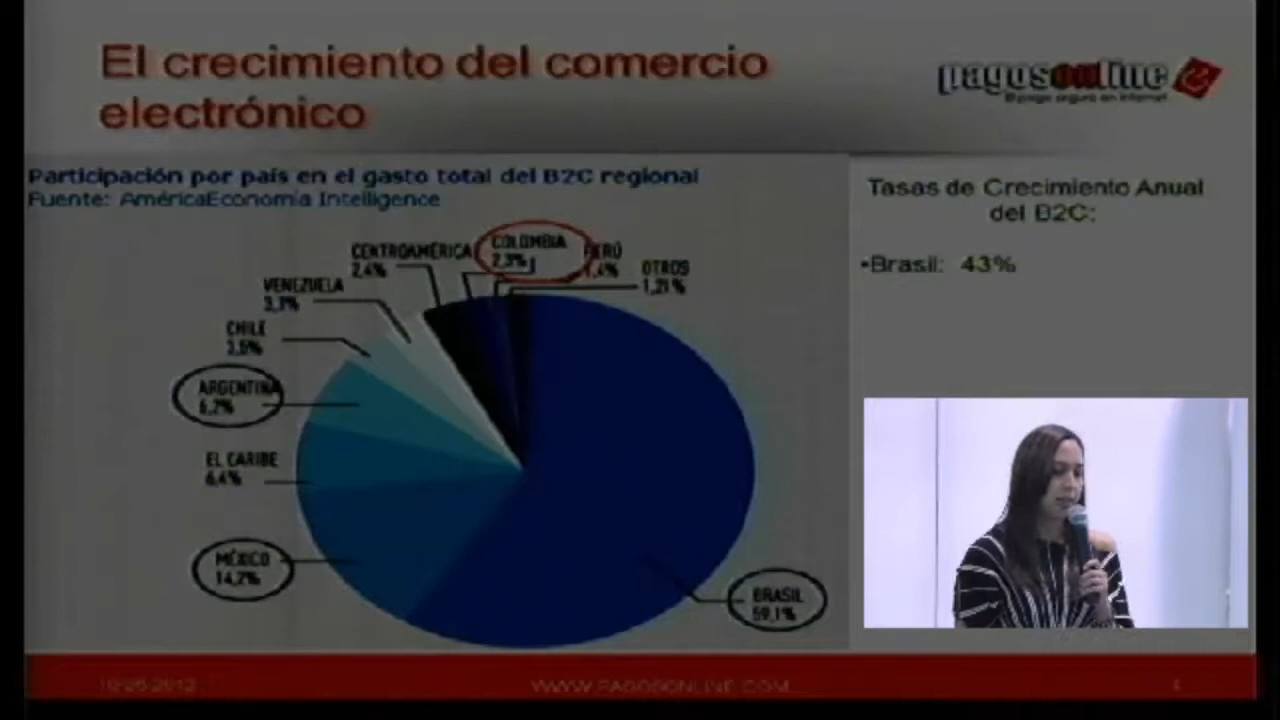 El crecimiento del comercio
electrónico
pagosonline
El pago seguro en Internet
Participación por país en el gasto total del B2C regional
Fuente: AméricaEconomía Intelligence
Tasas de Crecimiento Anual
del B2C:
•Brasil: 43%
COLOMBIA
2,3%
CENTROAMÉRICA
2,4%
PERÚ
1,4%
OTROS
1,21%
VENEZUELA
3,3%
CHILE
3,5%
ARGENTINA
6,2%
EL CARIBE
6,4%
MÉXICO
14,2%
BRASIL
59,1%
WWW.PAGOSONLINE.COM